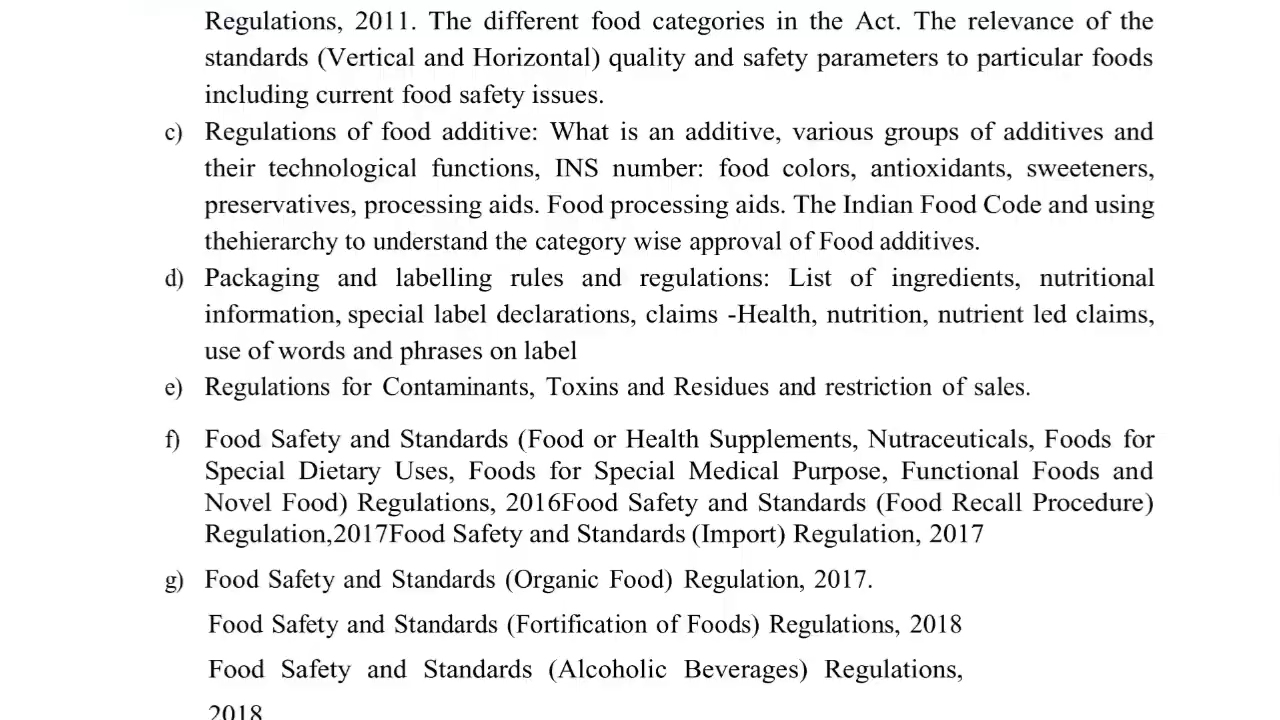 Regulations, 2011. The different food categories in the Act. The relevance of the
standards (Vertical and Horizontal) quality and safety parameters to particular foods
including current food safety issues.
c) Regulations of food additive: What is an additive, various groups of additives and
their technological functions, INS number: food colors, antioxidants, sweeteners,
preservatives, processing aids. Food processing aids. The Indian Food Code and using
thehierarchy to understand the category wise approval of Food additives.
d) Packaging and labelling rules and regulations: List of ingredients, nutritional
information, special label declarations, claims -Health, nutrition, nutrient led claims,
use of words and phrases on label
e) Regulations for Contaminants, Toxins and Residues and restriction of sales.
f) Food Safety and Standards (Food or Health Supplements, Nutraceuticals, Foods for
Special Dietary Uses, Foods for Special Medical Purpose, Functional Foods and
Novel Food) Regulations, 2016Food Safety and Standards (Food Recall Procedure)
Regulation,2017Food Safety and Standards (Import) Regulation, 2017
g) Food Safety and Standards (Organic Food) Regulation, 2017.
Food Safety and Standards (Fortification of Foods) Regulations, 2018
Food Safety and Standards (Alcoholic Beverages) Regulations,
2018